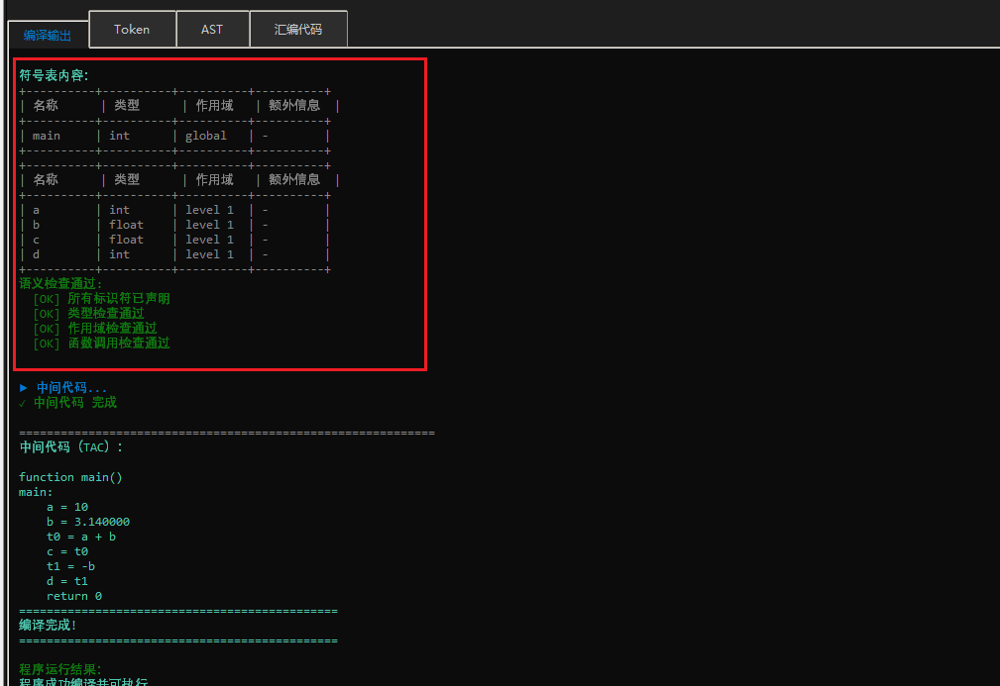 编译输出 Token AST 汇编代码
符号表内容:
+----------+----------+----------+----------+
| 名称 | 类型 | 作用域 | 额外信息 |
+----------+----------+----------+----------+
| main | int | global | - |
+----------+----------+----------+----------+
+----------+----------+----------+----------+
| 名称 | 类型 | 作用域 | 额外信息 |
+----------+----------+----------+----------+
| a | int | level 1 | - |
| b | float | level 1 | - |
| c | float | level 1 | - |
| d | int | level 1 | - |
+----------+----------+----------+----------+
语义检查通过:
[OK] 所有标识符已声明
[OK] 类型检查通过
[OK] 作用域检查通过
[OK] 函数调用检查通过
▶ 中间代码...
✓ 中间代码 完成
============================================================
中间代码（TAC）:
function main()
main:
a = 10
b = 3.140000
t0 = a + b
c = t0
t1 = -b
d = t1
return 0
==============================================
编译完成!
==============================================
程序运行结果:
程序成功编译并可执行